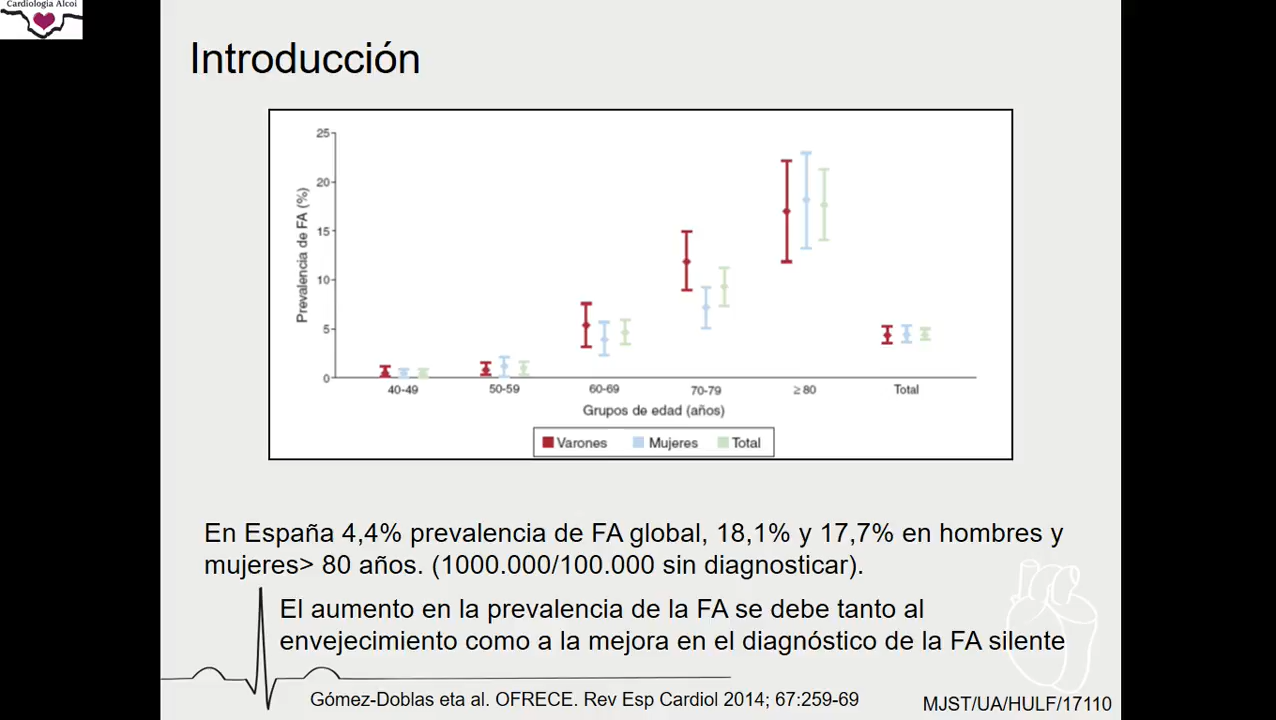 Cardiología Alcoi
Introducción
25
20
15
10
5
0
Prevalencia de FA (%)
40-49 50-59 60-69 70-79 ≥ 80 Total
Grupos de edad (años)
Varones Mujeres Total
En España 4,4% prevalencia de FA global, 18,1% y 17,7% en hombres y
mujeres> 80 años. (1000.000/100.000 sin diagnosticar).
El aumento en la prevalencia de la FA se debe tanto al
envejecimiento como a la mejora en el diagnóstico de la FA silente
Gómez-Doblas eta al. OFRECE. Rev Esp Cardiol 2014; 67:259-69
MJST/UA/HULF/17110